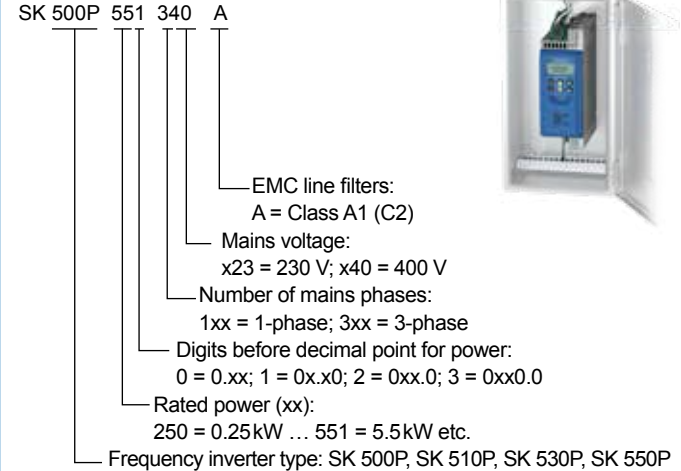 SK 500P 551 340 A
EMC line filters:
A = Class A1 (C2)
Mains voltage:
x23 = 230 V; x40 = 400 V
Number of mains phases:
1xx = 1-phase; 3xx = 3-phase
Digits before decimal point for power:
0 = 0.xx; 1 = 0x.x0; 2 = 0xx.0; 3 = 0xx0.0
Rated power (xx):
250 = 0.25 kW … 551 = 5.5 kW etc.
Frequency inverter type: SK 500P, SK 510P, SK 530P, SK 550P